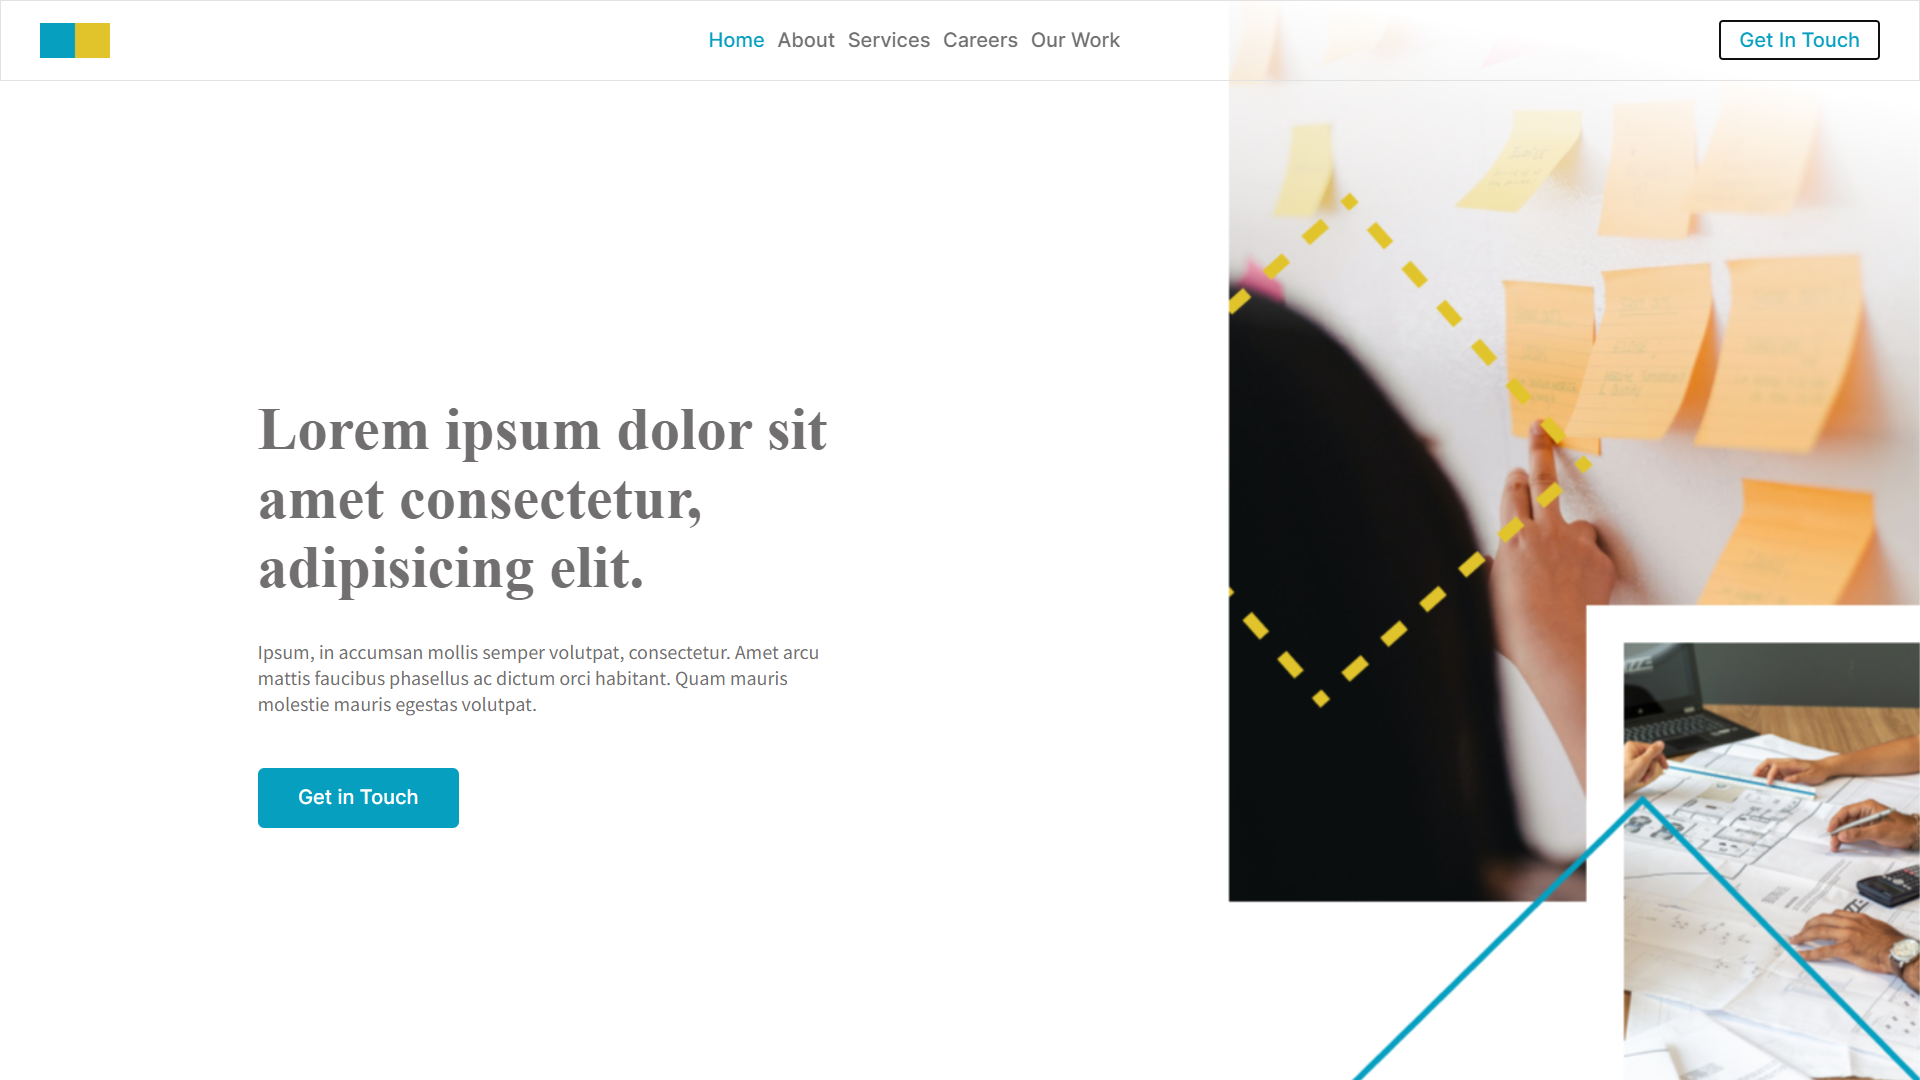 Home About Services Careers Our Work
Get In Touch
Lorem ipsum dolor sit
amet consectetur,
adipisicing elit.
Ipsum, in accumsan mollis semper volutpat, consectetur. Amet arcu
mattis faucibus phasellus ac dictum orci habitant. Quam mauris
molestie mauris egestas volutpat.
Get in Touch